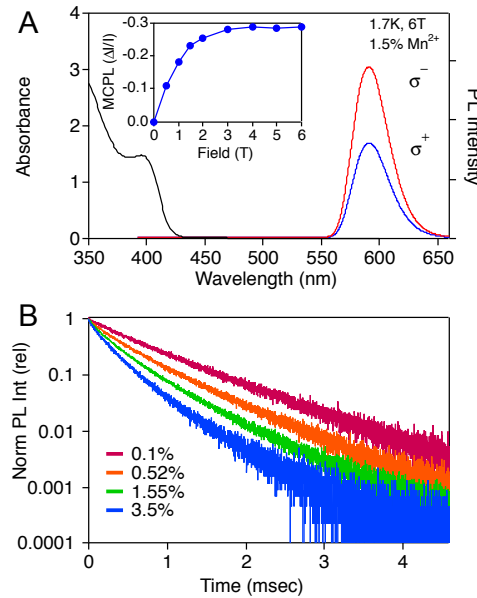 A
1.7K, 6T
1.5% Mn2+
σ−
σ+
MCPL (ΔI/I)
-0.3
-0.2
-0.1
0.0
0 1 2 3 4 5 6
Field (T)
Absorbance
4
3
2
1
0
PL Intensity
350 400 450 500 550 600 650
Wavelength (nm)
B
Norm PL Int (rel)
1
0.1
0.01
0.001
0.0001
0.1%
0.52%
1.55%
3.5%
0 1 2 3 4
Time (msec)